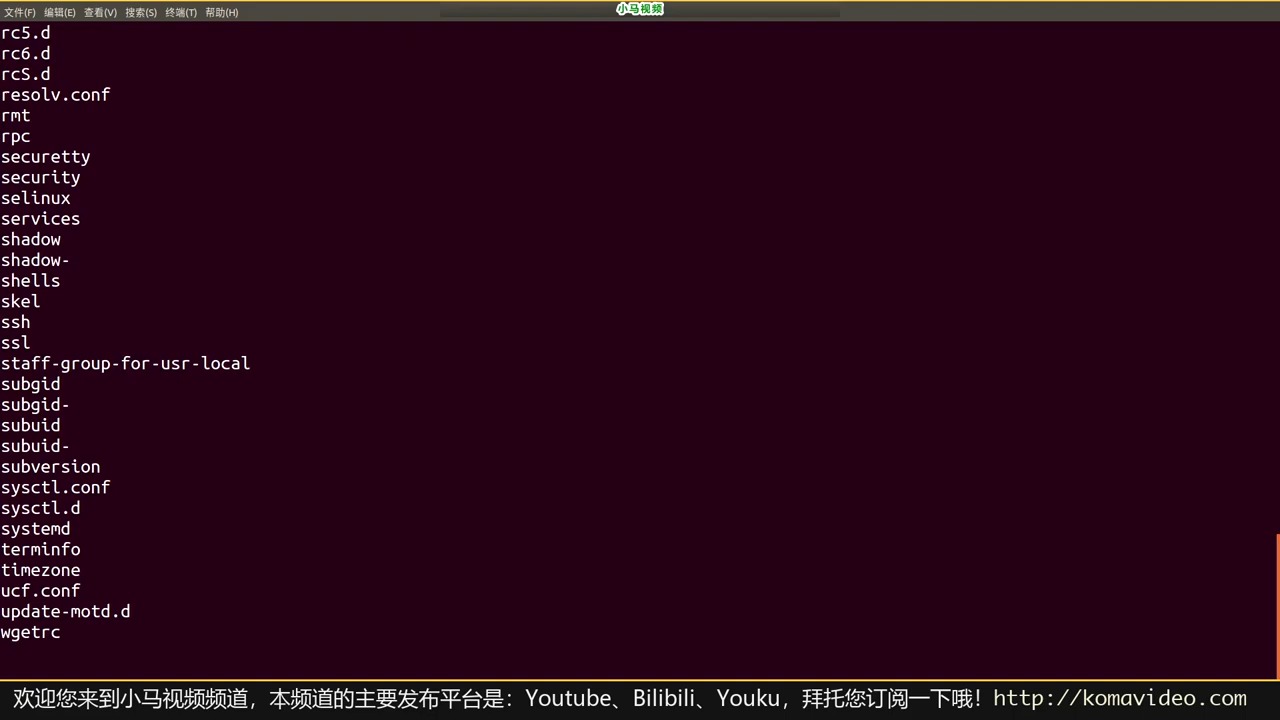 小马视频
文件(F) 编辑(E) 查看(V) 搜索(S) 终端(T) 帮助(H)
rc5.d
rc6.d
rcS.d
resolv.conf
rmt
rpc
securetty
security
selinux
services
shadow
shadow-
shells
skel
ssh
ssl
staff-group-for-usr-local
subgid
subgid-
subuid
subuid-
subversion
sysctl.conf
sysctl.d
systemd
terminfo
timezone
ucf.conf
update-motd.d
wgetrc
欢迎您来到小马视频频道，本频道的主要发布平台是：Youtube、Bilibili、Youku，拜托您订阅一下哦！http://komavideo.com